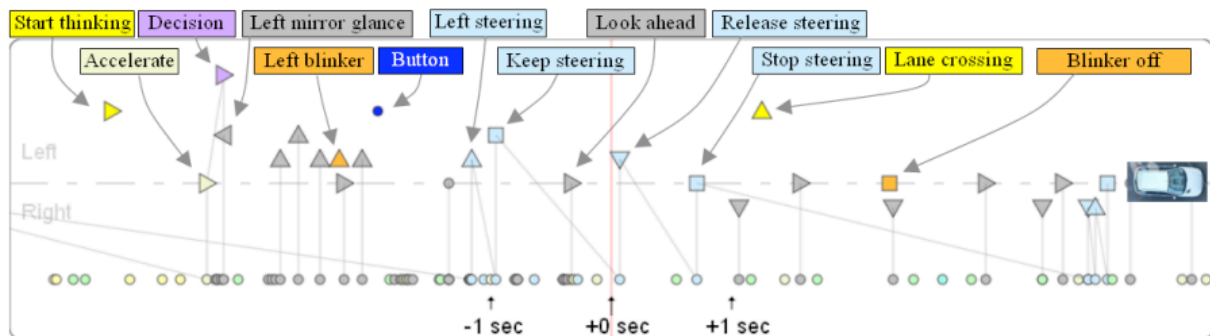 Start thinking
Decision
Left mirror glance
Left steering
Look ahead
Release steering
Accelerate
Left blinker
Button
Keep steering
Stop steering
Lane crossing
Blinker off
Left
Right
-1 sec
+0 sec
+1 sec